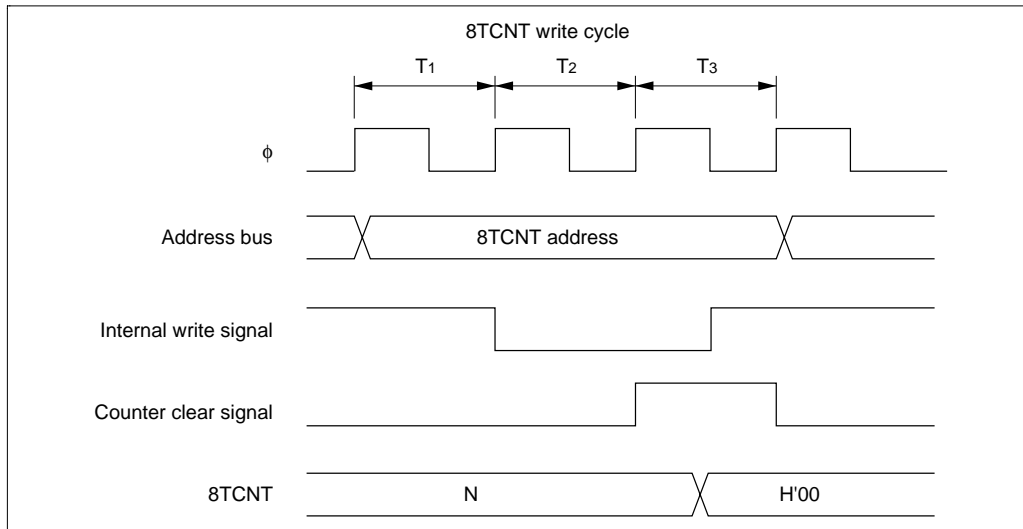 8TCNT write cycle
T1 T2 T3
φ
Address bus 8TCNT address
Internal write signal
Counter clear signal
8TCNT N H'00